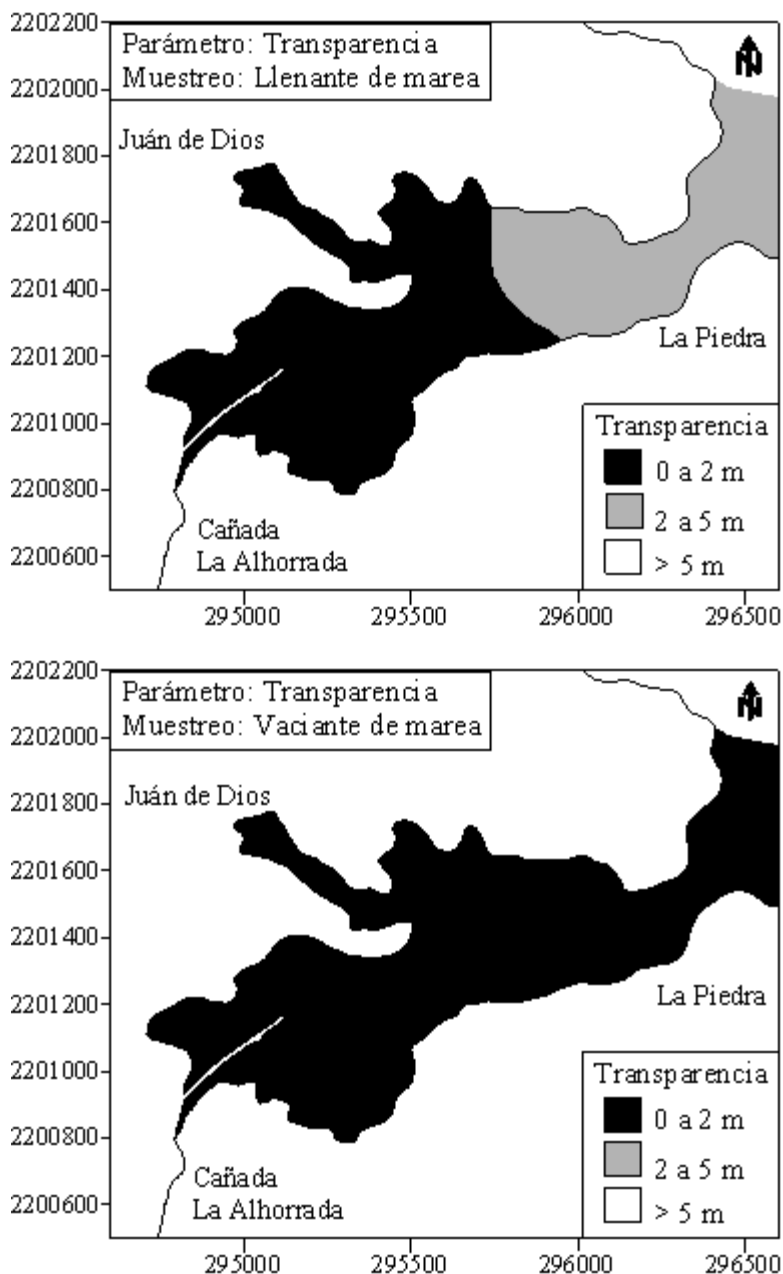 Parámetro: Transparencia
Muestreo: Llenante de marea
N
Juán de Dios
La Piedra
Cañada
La Alhorrada
Transparencia
0 a 2 m
2 a 5 m
> 5 m
2202200
2202000
2201800
2201600
2201400
2201200
2201000
2200800
2200600
295000 295500 296000 296500
Parámetro: Transparencia
Muestreo: Vaciante de marea
N
Juán de Dios
La Piedra
Cañada
La Alhorrada
Transparencia
0 a 2 m
2 a 5 m
> 5 m
2202200
2202000
2201800
2201600
2201400
2201200
2201000
2200800
2200600
295000 295500 296000 296500